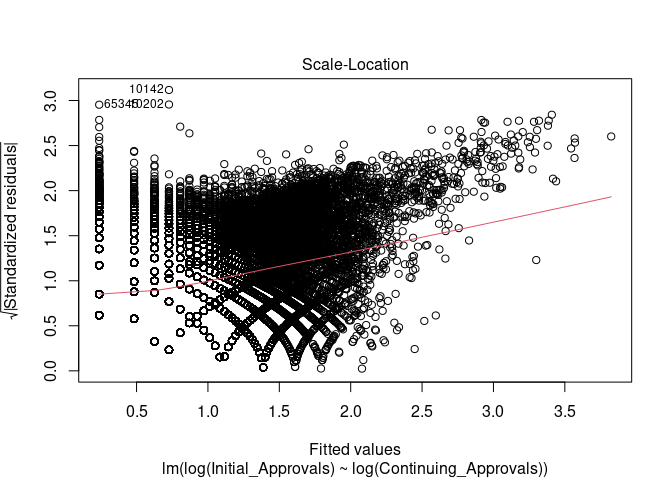 Scale-Location
√|Standardized residuals|
3.0
2.5
2.0
1.5
1.0
0.5
0.0
10142
65345
10202
0.5 1.0 1.5 2.0 2.5 3.0 3.5
Fitted values
lm(log(Initial_Approvals) ~ log(Continuing_Approvals))